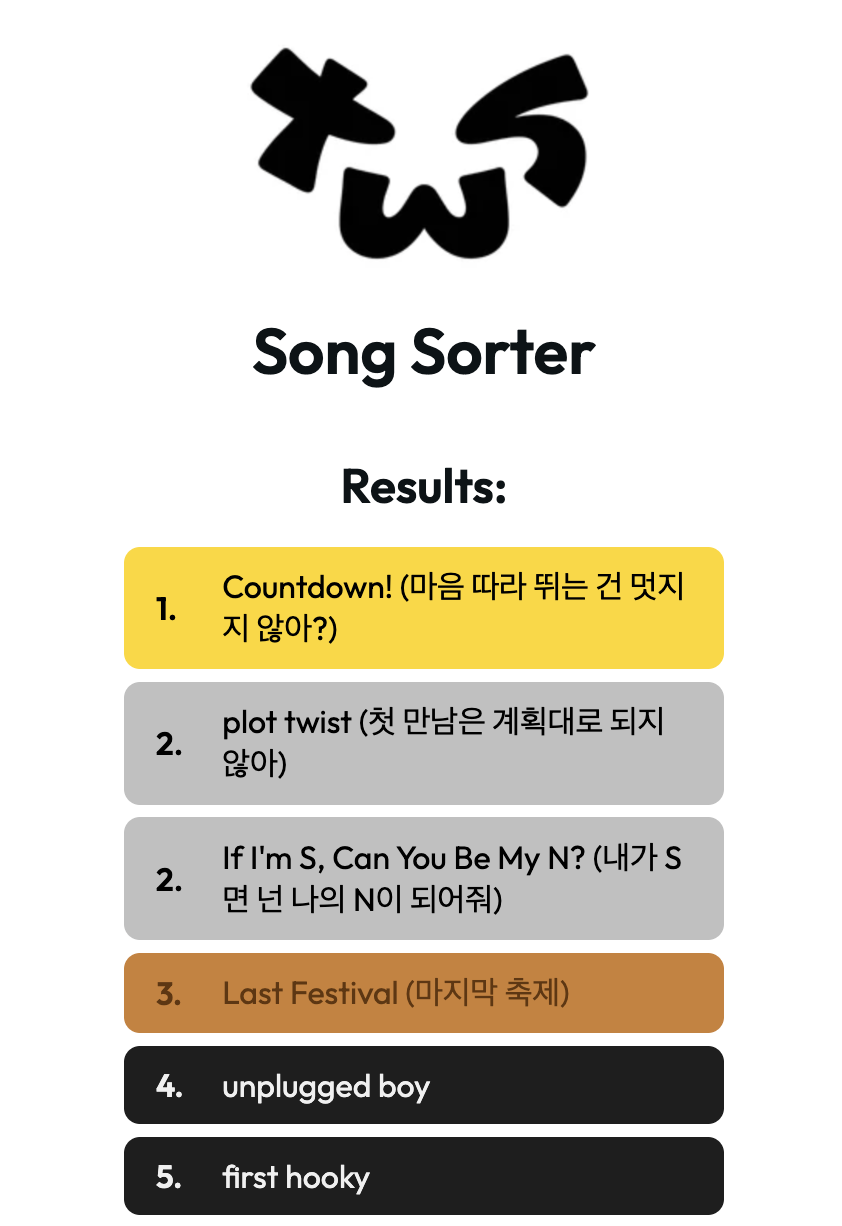 tws
Song Sorter
Results:
1. Countdown! (마음 따라 뛰는 건 멋지
지 않아?)
2. plot twist (첫 만남은 계획대로 되지
않아)
2. If I'm S, Can You Be My N? (내가 S
면 넌 나의 N이 되어줘)
3. Last Festival (마지막 축제)
4. unplugged boy
5. first hooky